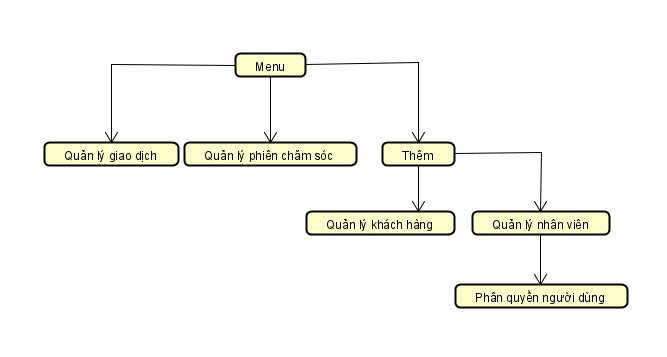 Menu
Quản lý giao dịch
Quản lý phiên chăm sóc
Thêm
Quản lý khách hàng
Quản lý nhân viên
Phân quyền người dùng